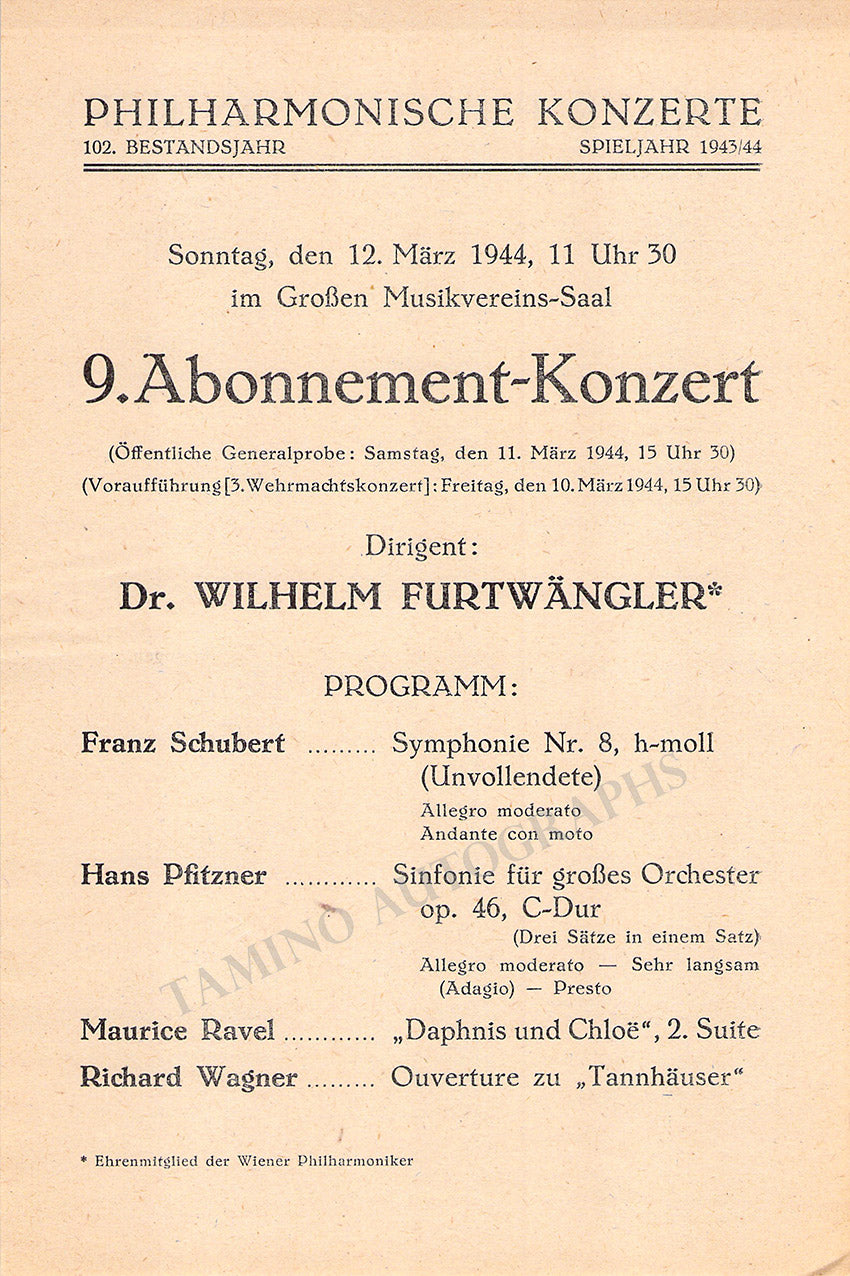 PHILHARMONISCHE KONZERTE
102. BESTANDSJAHR SPIELJAHR 1943/44
Sonntag, den 12. März 1944, 11 Uhr 30
im Großen Musikvereins-Saal
9. Abonnement-Konzert
(Öffentliche Generalprobe: Samstag, den 11. März 1944, 15 Uhr 30)
(Voraufführung [3. Wehrmachtskonzert]: Freitag, den 10. März 1944, 15 Uhr 30)
Dirigent:
Dr. WILHELM FURTWÄNGLER*
PROGRAMM:
Franz Schubert ......... Symphonie Nr. 8, h-moll
(Unvollendete)
Allegro moderato
Andante con moto
Hans Pfitzner ............ Sinfonie für großes Orchester
op. 46, C-Dur
(Drei Sätze in einem Satz)
Allegro moderato — Sehr langsam
(Adagio) — Presto
Maurice Ravel ............ „Daphnis und Chloë“, 2. Suite
Richard Wagner ......... Ouverture zu „Tannhäuser“
* Ehrenmitglied der Wiener Philharmoniker
TAMINO AUTOGRAPHS